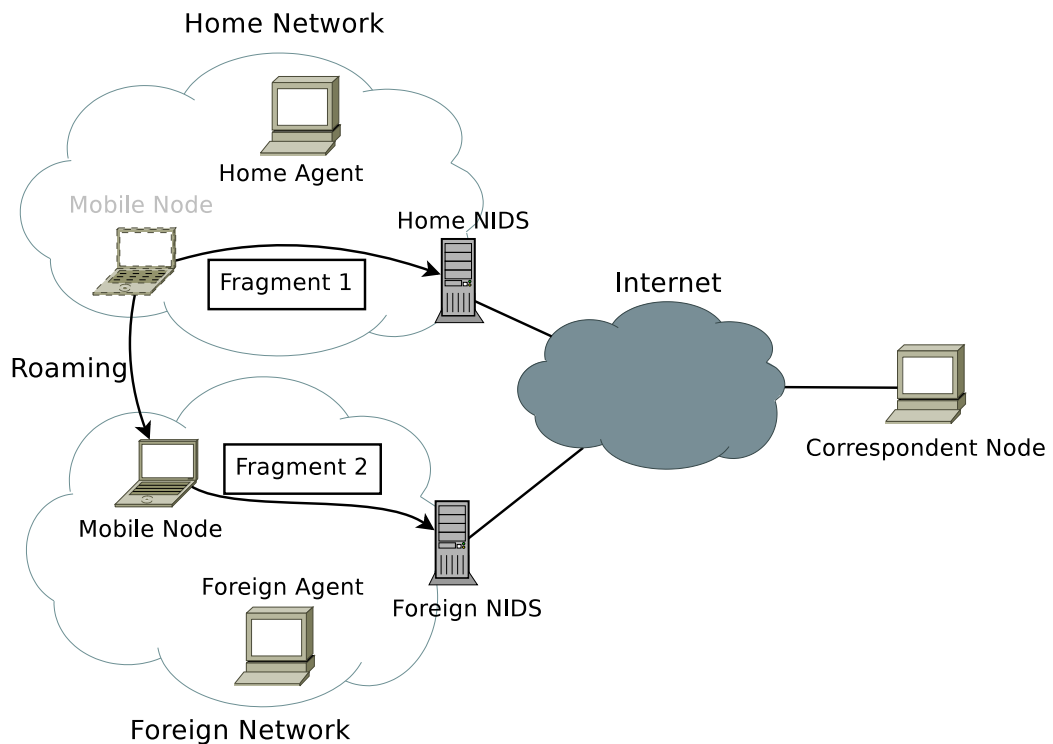 Home Network
Home Agent
Mobile Node
Home NIDS
Fragment 1
Internet
Roaming
Fragment 2
Correspondent Node
Mobile Node
Foreign Agent
Foreign NIDS
Foreign Network